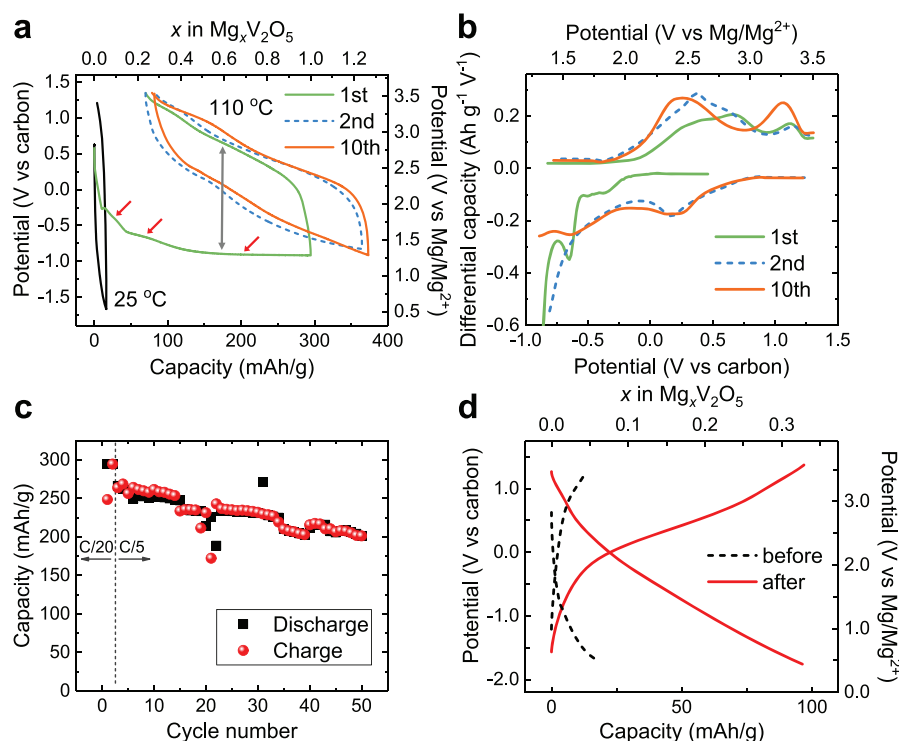 a
x in MgₓV₂O₅
0.0 0.3 0.6 0.9 1.2
Potential (V vs carbon)
1.5
1.0
0.5
0.0
-0.5
-1.0
-1.5
110 °C
25 °C
1st
2nd
10th
3.5
3.0
2.5
2.0
1.5
1.0
0.5
Potential (V vs Mg/Mg²⁺)
0 100 200 300 400
Capacity (mAh/g)
b
Potential (V vs Mg/Mg²⁺)
1.5 2.0 2.5 3.0 3.5
Differential capacity (Ah g⁻¹ V⁻¹)
0.2
0.0
-0.2
-0.4
-0.6
1st
2nd
10th
-1.0 -0.5 0.0 0.5 1.0 1.5
Potential (V vs carbon)
c
Capacity (mAh/g)
300
250
200
150
100
50
0
C/20 C/5
Discharge
Charge
0 10 20 30 40 50
Cycle number
d
x in MgₓV₂O₅
0.0 0.1 0.2 0.3
Potential (V vs carbon)
1.0
0.0
-1.0
-2.0
before
after
3.0
2.0
1.0
0.0
Potential (V vs Mg/Mg²⁺)
0 50 100
Capacity (mAh/g)